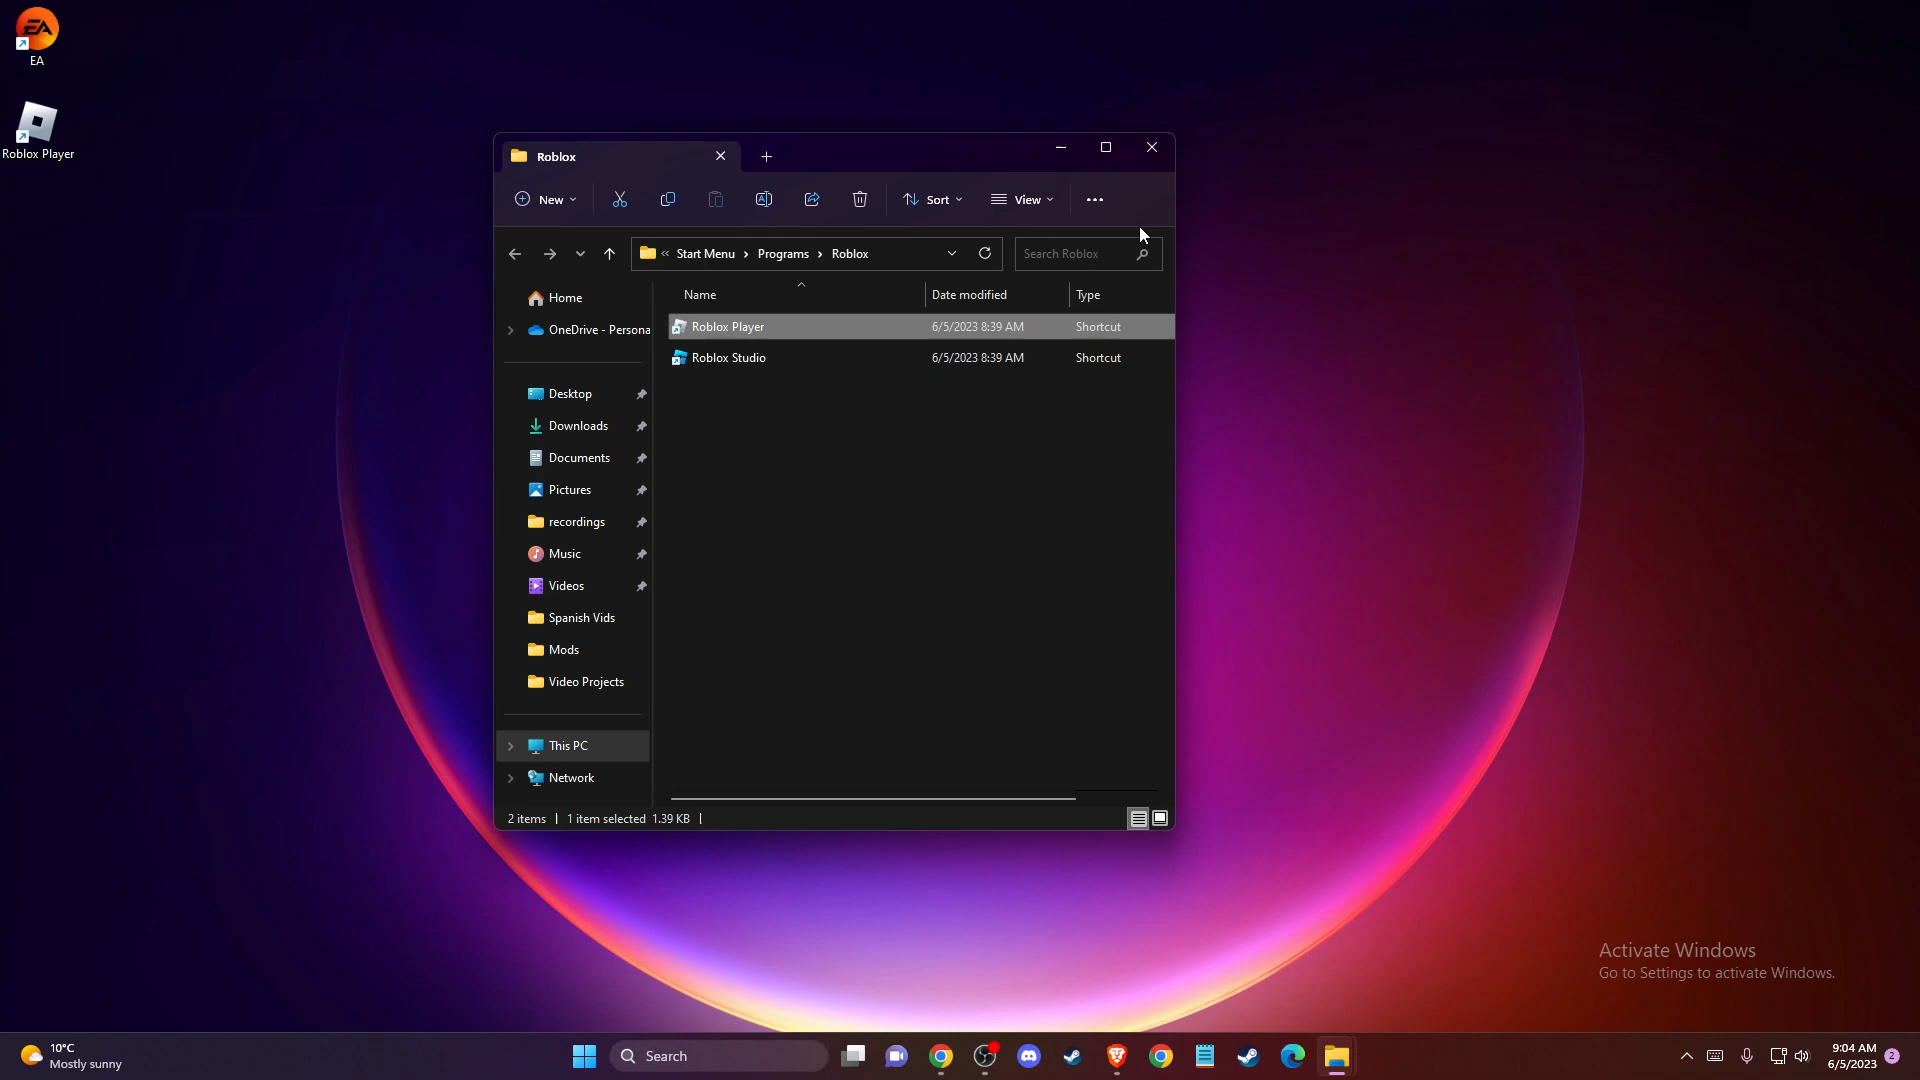 EA
Roblox Player
Roblox
New
Sort
View
Start Menu
Programs
Roblox
Search Roblox
Name
Date modified
Type
Home
OneDrive - Persona
Roblox Player
6/5/2023 8:39 AM
Shortcut
Roblox Studio
6/5/2023 8:39 AM
Shortcut
Desktop
Downloads
Documents
Pictures
recordings
Music
Videos
Spanish Vids
Mods
Video Projects
This PC
Network
2 items
1 item selected 1.39 KB
Activate Windows
Go to Settings to activate Windows.
10°C
Mostly sunny
Search
9:04 AM
6/5/2023
2